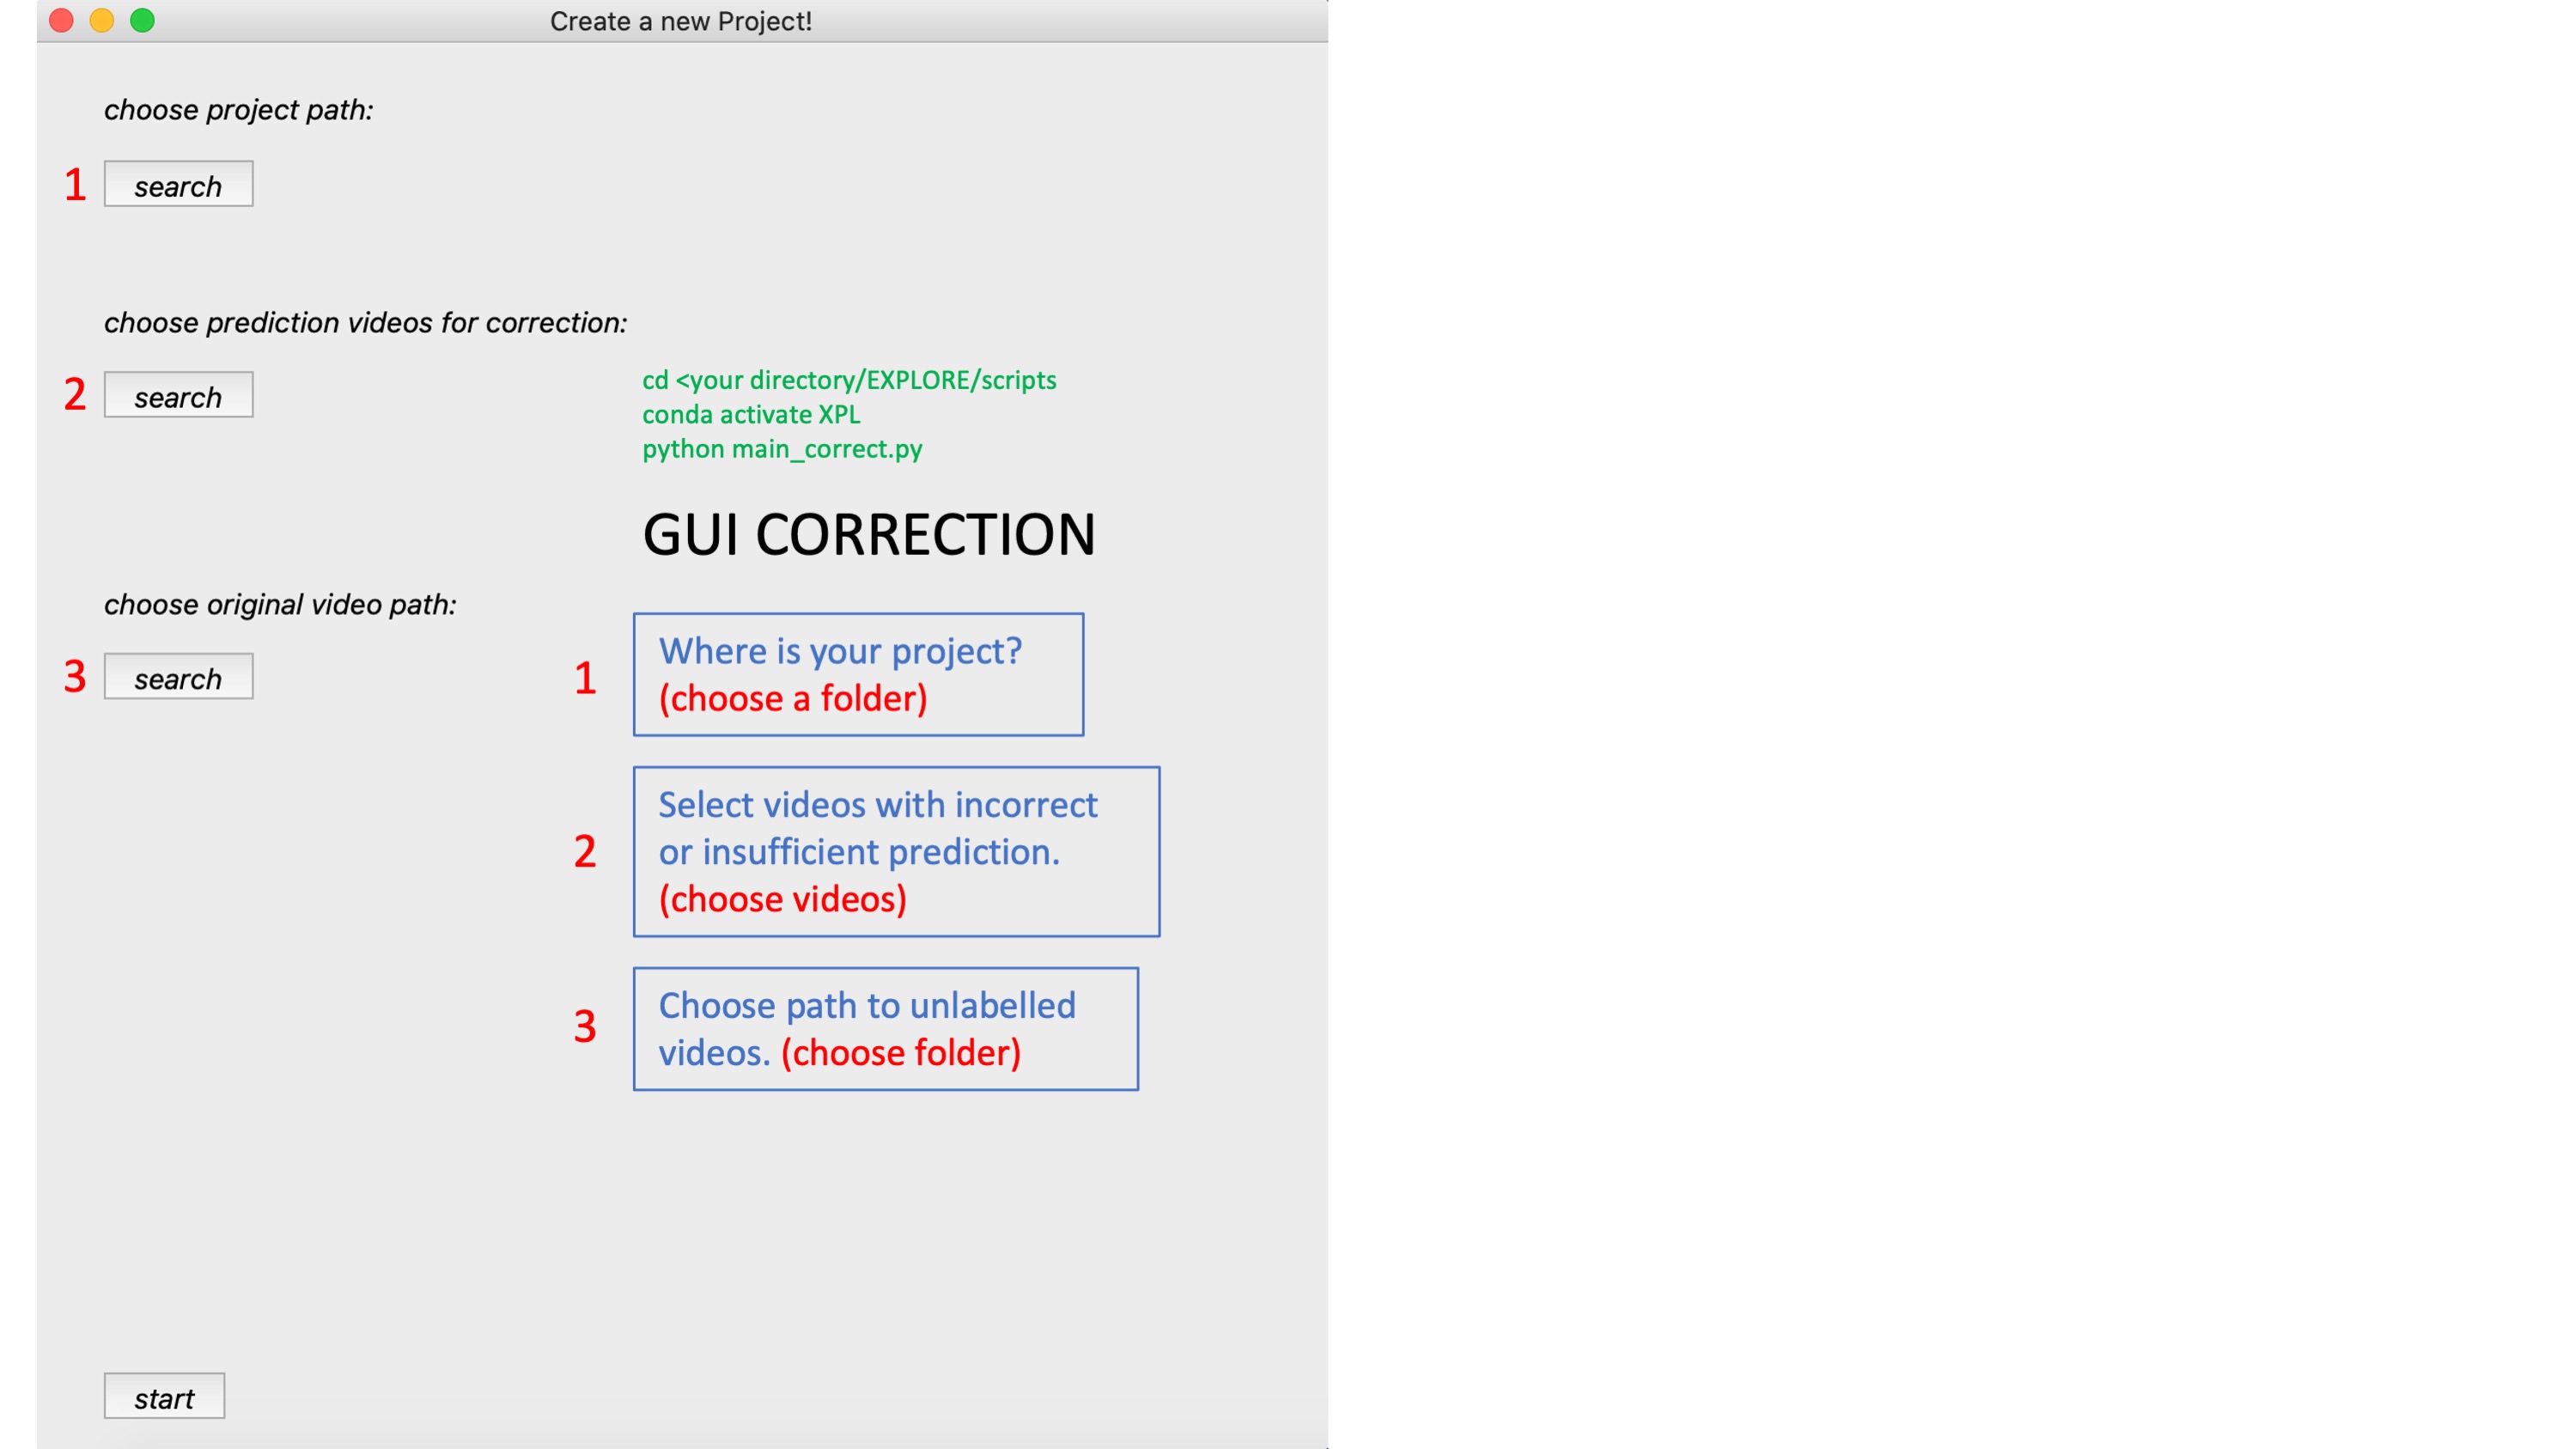 Create a new Project!
choose project path:
1 search
choose prediction videos for correction:
2 search
cd <your directory/EXPLORE/scripts
conda activate XPL
python main_correct.py
GUI CORRECTION
choose original video path:
3 search
1
Where is your project?
(choose a folder)
2
Select videos with incorrect
or insufficient prediction.
(choose videos)
3
Choose path to unlabelled
videos. (choose folder)
start